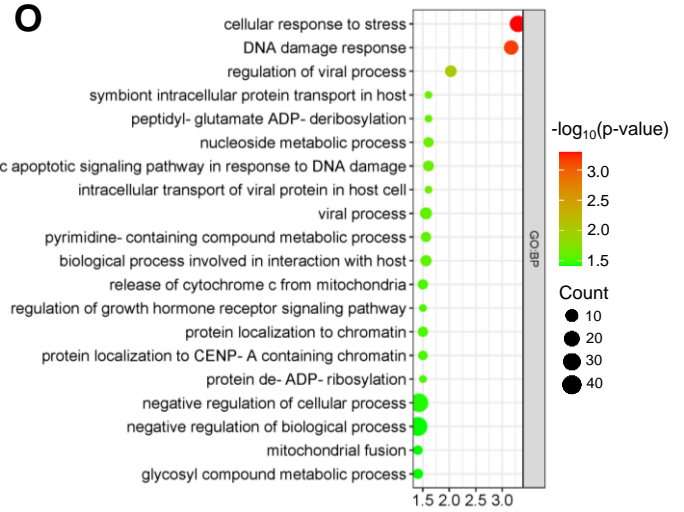 O
cellular response to stress
DNA damage response
regulation of viral process
symbiont intracellular protein transport in host
peptidyl- glutamate ADP- deribosylation
nucleoside metabolic process
c apoptotic signaling pathway in response to DNA damage
intracellular transport of viral protein in host cell
viral process
pyrimidine- containing compound metabolic process
biological process involved in interaction with host
release of cytochrome c from mitochondria
regulation of growth hormone receptor signaling pathway
protein localization to chromatin
protein localization to CENP- A containing chromatin
protein de- ADP- ribosylation
negative regulation of cellular process
negative regulation of biological process
mitochondrial fusion
glycosyl compound metabolic process
1.5 2.0 2.5 3.0
GO:BP
-log10(p-value)
3.0
2.5
2.0
1.5
Count
10
20
30
40